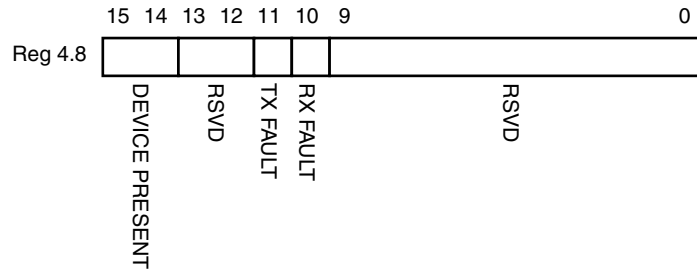 15 14 13 12 11 10 9 0
Reg 4.8
DEVICE PRESENT
RSVD
TX FAULT
RX FAULT
RSVD